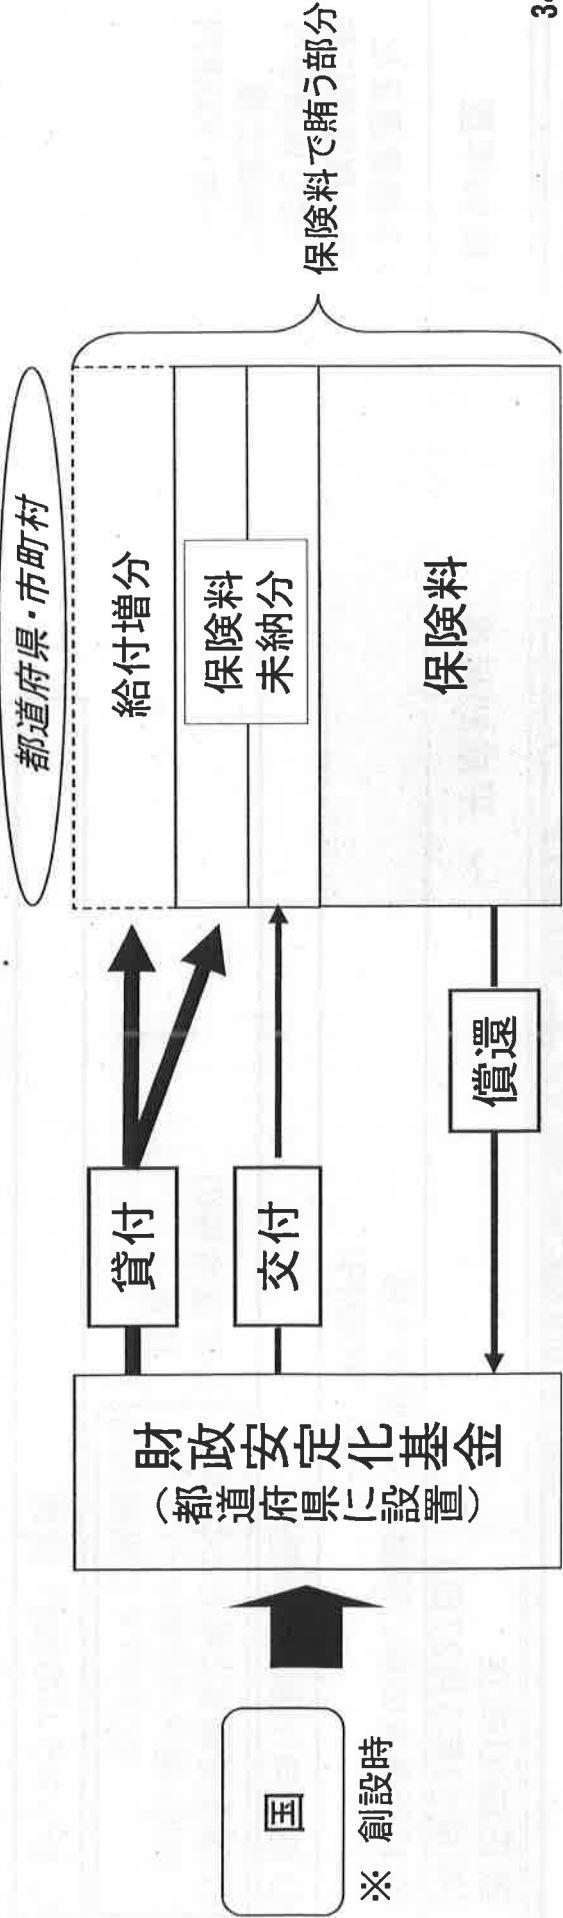 国
※ 創設時
財政安定化基金
（都道府県に設置）
貸付
交付
償還
都道府県・市町村
給付増分
保険料
未納分
保険料
保険料で賄う部分